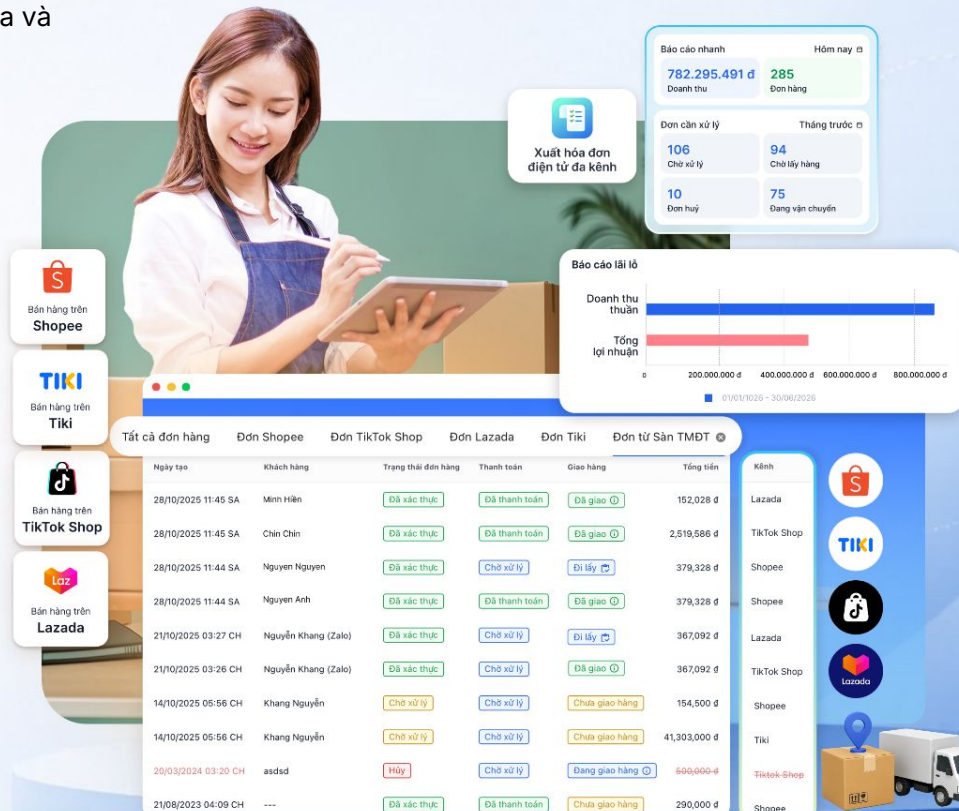 a và
Báo cáo nhanh Hôm nay
782.295.491 đ 285
Doanh thu Đơn hàng
Đơn cần xử lý Tháng trước
106 94
Chờ xử lý Chờ lấy hàng
10 75
Đơn huỷ Đang vận chuyển
Xuất hóa đơn
điện tử đa kênh
Báo cáo lãi lỗ
Doanh thu
thuần
Tổng
lợi nhuận
0 200.000.000 đ 400.000.000 đ 600.000.000 đ 800.000.000 đ
01/01/1026 - 30/06/2026
Bán hàng trên
Shopee
TIKI
Bán hàng trên
Tiki
Bán hàng trên
TikTok Shop
Laz
Bán hàng trên
Lazada
Tất cả đơn hàng Đơn Shopee Đơn TikTok Shop Đơn Lazada Đơn Tiki Đơn từ Sàn TMĐT
Ngày tạo Khách hàng Trạng thái đơn hàng Thanh toán Giao hàng Tổng tiền Kênh
28/10/2025 11:45 SA Minh Hiền Đã xác thực Đã thanh toán Đã giao 152,028 đ Lazada
28/10/2025 11:45 SA Chin Chin Đã xác thực Đã thanh toán Đã giao 2,519,586 đ TikTok Shop
28/10/2025 11:44 SA Nguyen Nguyen Đã xác thực Chờ xử lý Đi lấy 379,328 đ Shopee
28/10/2025 11:44 SA Nguyen Anh Đã xác thực Đã thanh toán Đã giao 379,328 đ Shopee
21/10/2025 03:27 CH Nguyễn Khang (Zalo) Đã xác thực Chờ xử lý Đi lấy 367,092 đ Lazada
21/10/2025 03:26 CH Nguyễn Khang (Zalo) Đã xác thực Chờ xử lý Đã giao 367,092 đ TikTok Shop
14/10/2025 05:56 CH Khang Nguyễn Chờ xử lý Chờ xử lý Chưa giao hàng 154,500 đ Shopee
14/10/2025 05:56 CH Khang Nguyễn Chờ xử lý Chờ xử lý Chưa giao hàng 41,303,000 đ Tiki
20/03/2024 03:20 CH asdsd Hủy Chờ xử lý Đang giao hàng 500,000 đ Tiktok Shop
21/08/2023 04:09 CH --- Đã xác thực Đã thanh toán Chưa giao hàng 290,000 đ Shopee
TIKI
Lazada